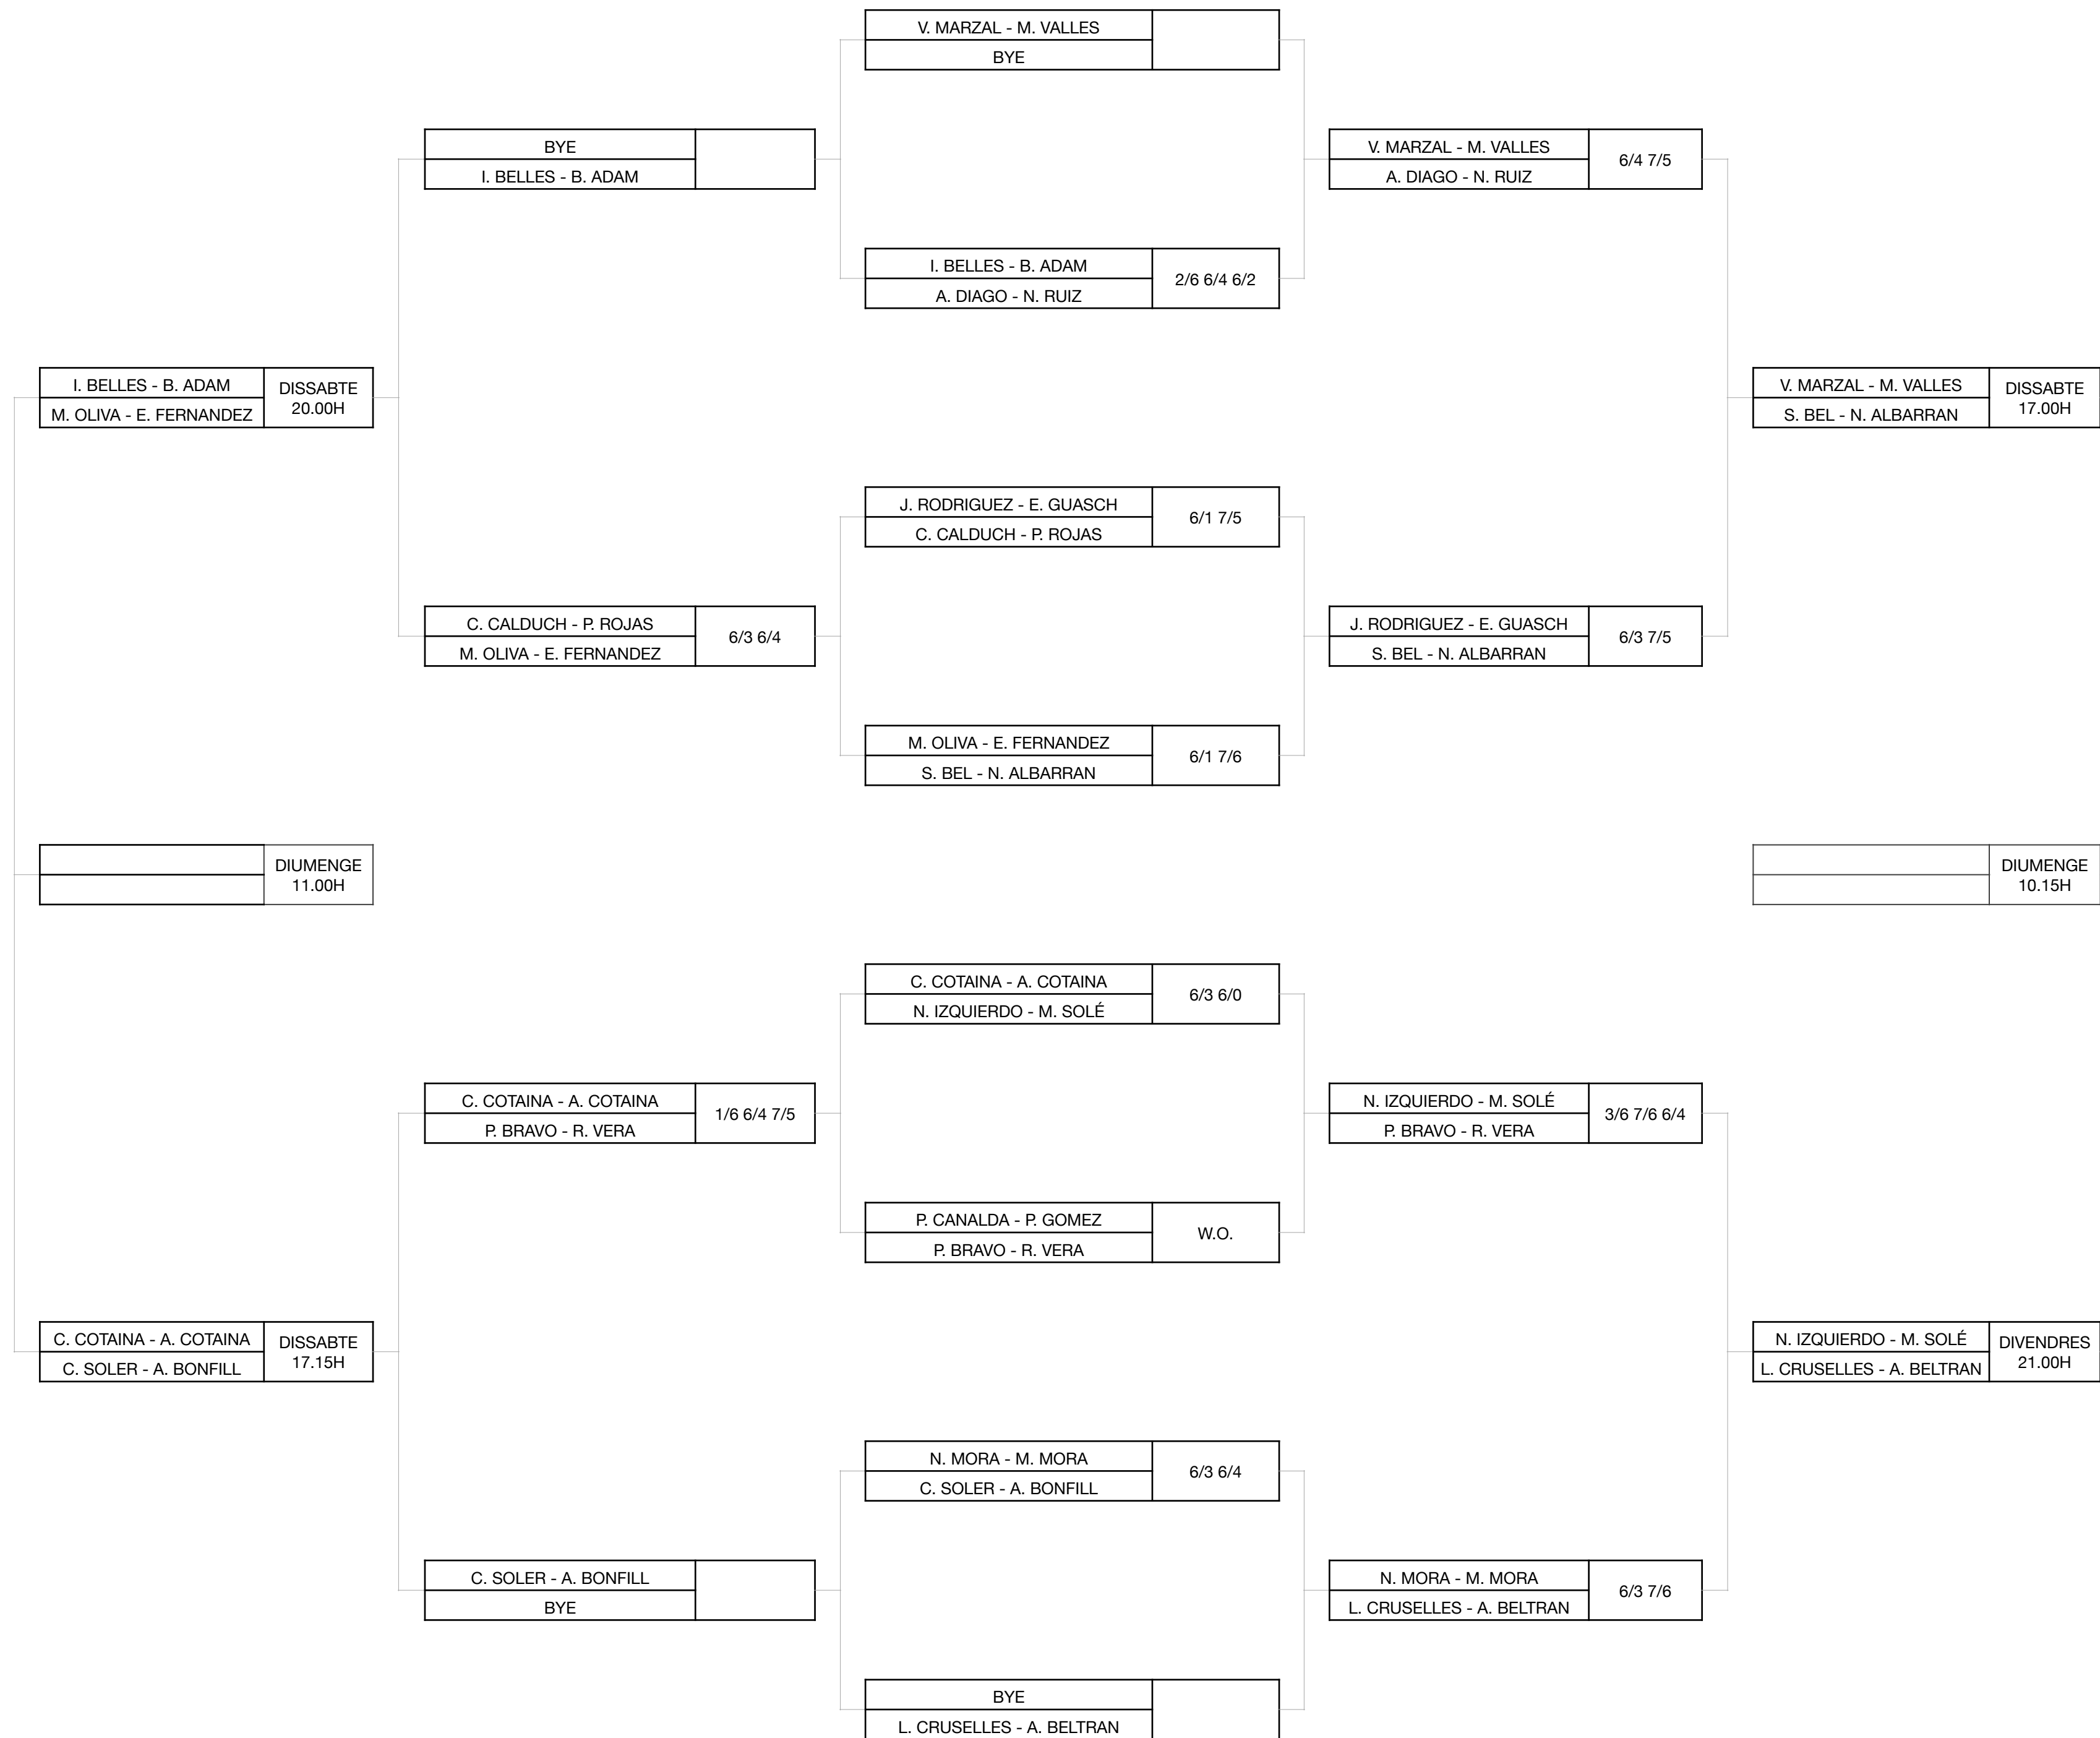 V. MARZAL - M. VALLES
BYE
BYE
I. BELLES - B. ADAM
V. MARZAL - M. VALLES
A. DIAGO - N. RUIZ
6/4 7/5
I. BELLES - B. ADAM
A. DIAGO - N. RUIZ
2/6 6/4 6/2
I. BELLES - B. ADAM
M. OLIVA - E. FERNANDEZ
DISSABTE
20.00H
V. MARZAL - M. VALLES
S. BEL - N. ALBARRAN
DISSABTE
17.00H
J. RODRIGUEZ - E. GUASCH
C. CALDUCH - P. ROJAS
6/1 7/5
C. CALDUCH - P. ROJAS
M. OLIVA - E. FERNANDEZ
6/3 6/4
J. RODRIGUEZ - E. GUASCH
S. BEL - N. ALBARRAN
6/3 7/5
M. OLIVA - E. FERNANDEZ
S. BEL - N. ALBARRAN
6/1 7/6
DIUMENGE
11.00H
DIUMENGE
10.15H
C. COTAINA - A. COTAINA
N. IZQUIERDO - M. SOLÉ
6/3 6/0
C. COTAINA - A. COTAINA
P. BRAVO - R. VERA
1/6 6/4 7/5
N. IZQUIERDO - M. SOLÉ
P. BRAVO - R. VERA
3/6 7/6 6/4
P. CANALDA - P. GOMEZ
P. BRAVO - R. VERA
W.O.
C. COTAINA - A. COTAINA
C. SOLER - A. BONFILL
DISSABTE
17.15H
N. IZQUIERDO - M. SOLÉ
L. CRUSELLES - A. BELTRAN
DIVENDRES
21.00H
N. MORA - M. MORA
C. SOLER - A. BONFILL
6/3 6/4
C. SOLER - A. BONFILL
BYE
N. MORA - M. MORA
L. CRUSELLES - A. BELTRAN
6/3 7/6
BYE
L. CRUSELLES - A. BELTRAN